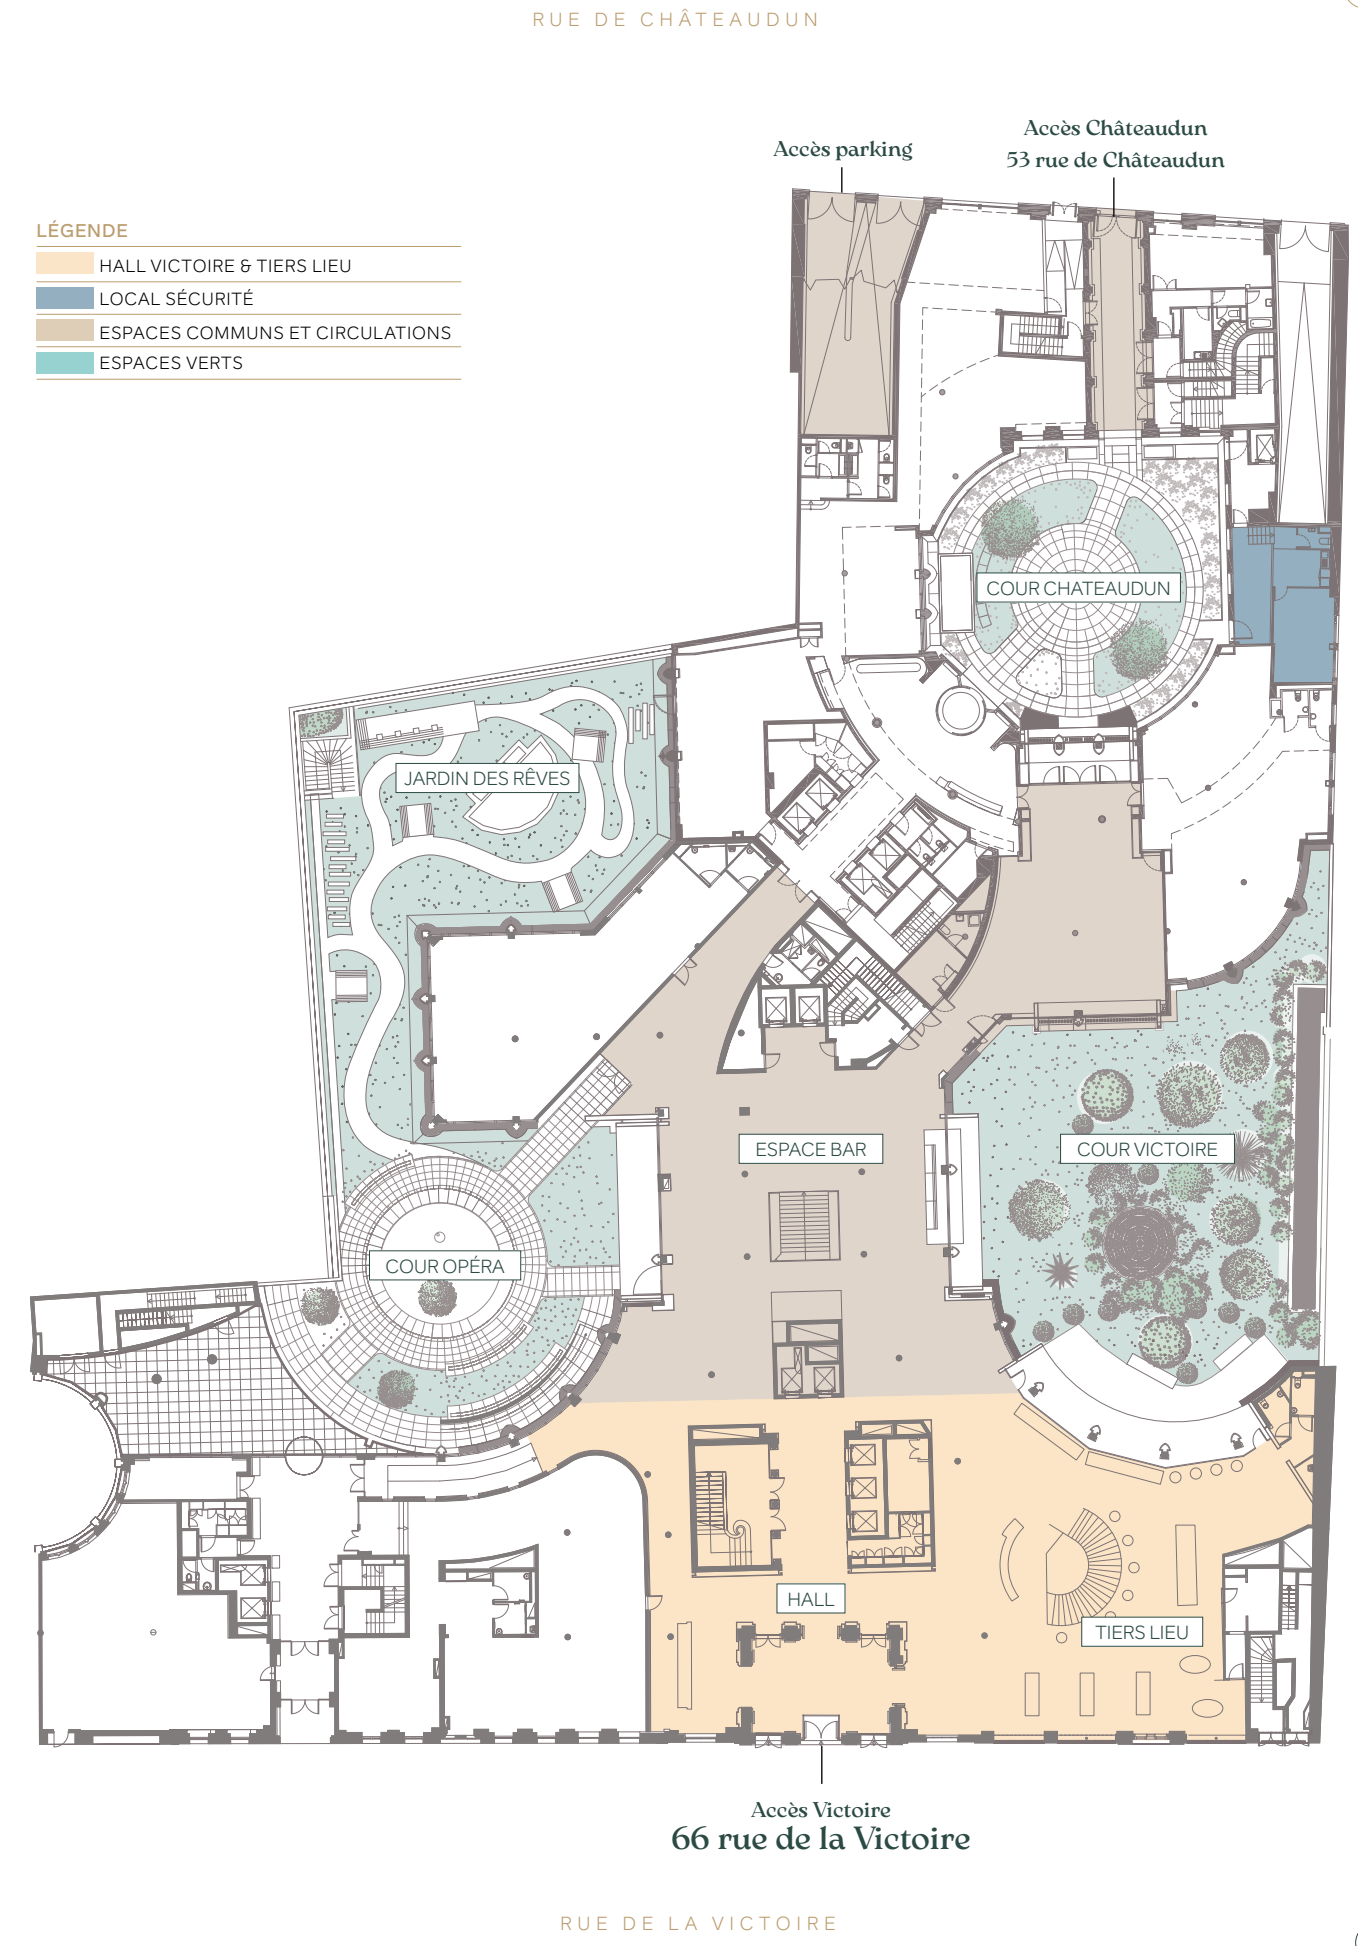 RUE DE CHÂTEAUDUN
Accès Châteaudun
53 rue de Châteaudun
Accès parking
LÉGENDE
HALL VICTOIRE & TIERS LIEU
LOCAL SÉCURITÉ
ESPACES COMMUNS ET CIRCULATIONS
ESPACES VERTS
COUR CHATEAUDUN
JARDIN DES RÊVES
ESPACE BAR
COUR VICTOIRE
COUR OPÉRA
HALL
TIERS LIEU
Accès Victoire
66 rue de la Victoire
RUE DE LA VICTOIRE